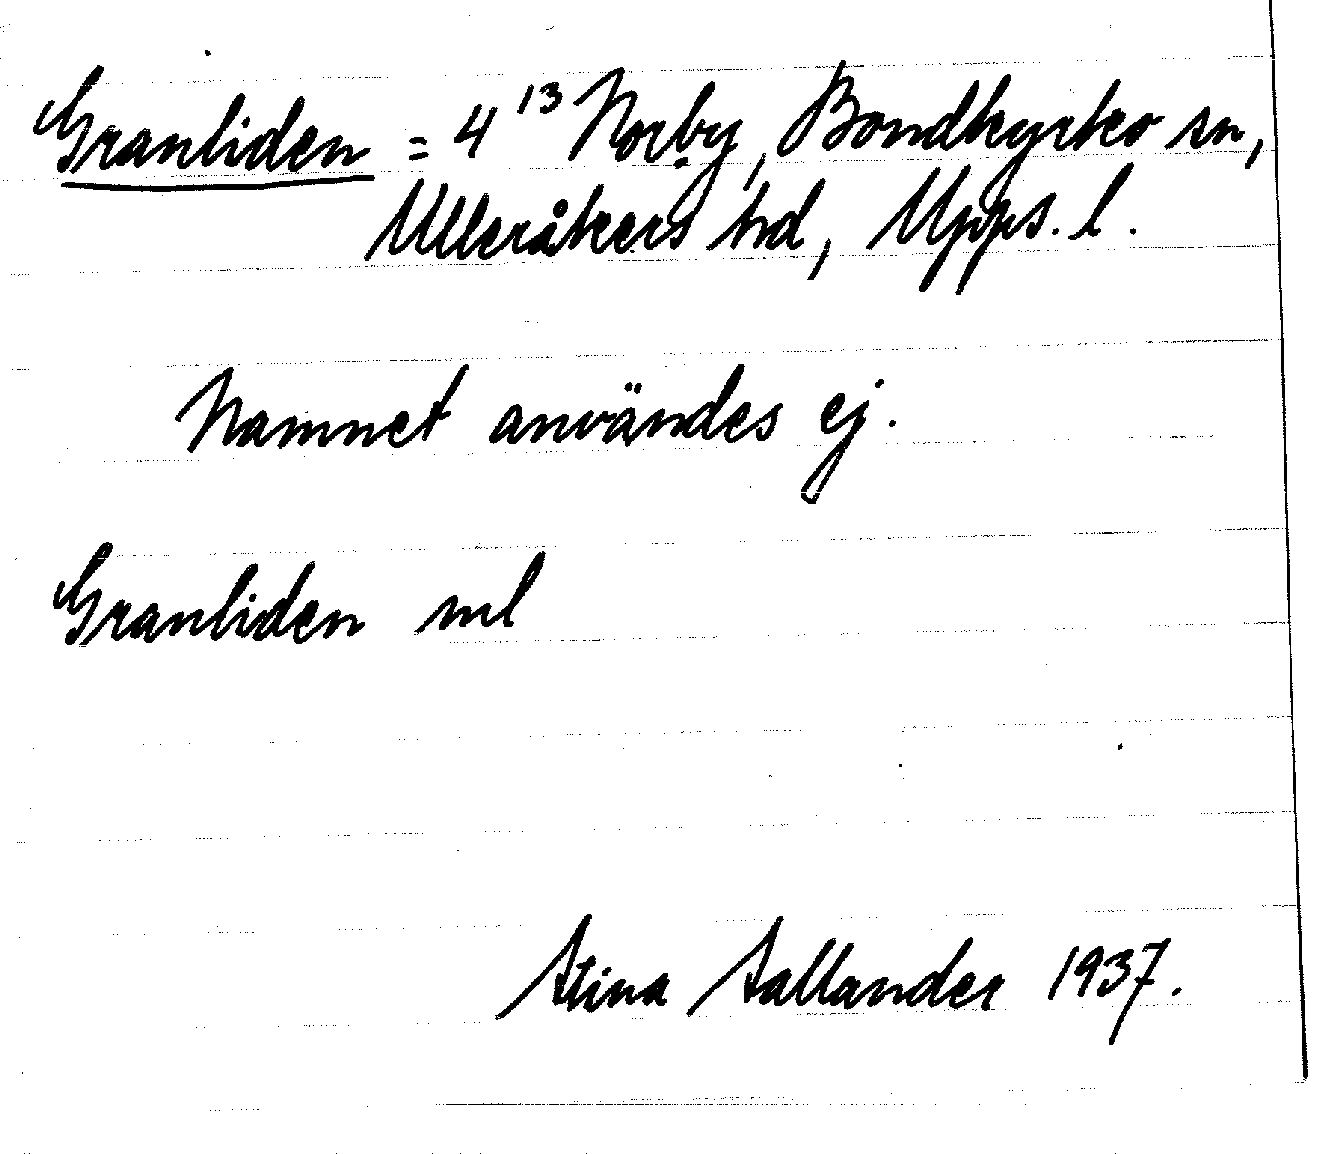 Granliden = 4¹³ Norby, Bondkyrko sn,
Ulleråkers hd, Upps. l.
Namnet användes ej.
Granliden ml
Stina Sallander 1937.